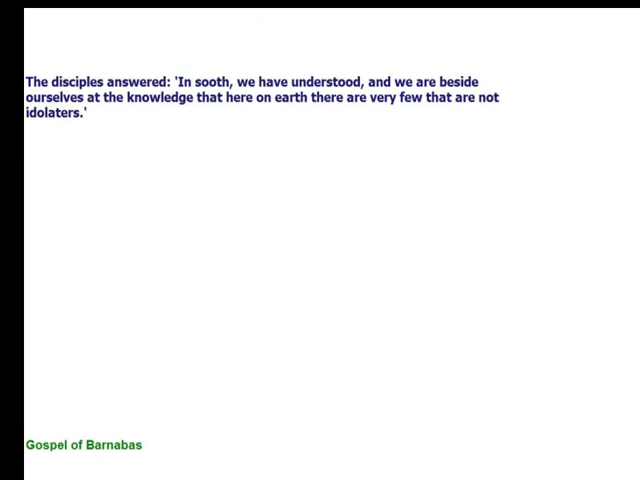 The disciples answered: 'In sooth, we have understood, and we are beside
ourselves at the knowledge that here on earth there are very few that are not
idolaters.'
Gospel of Barnabas